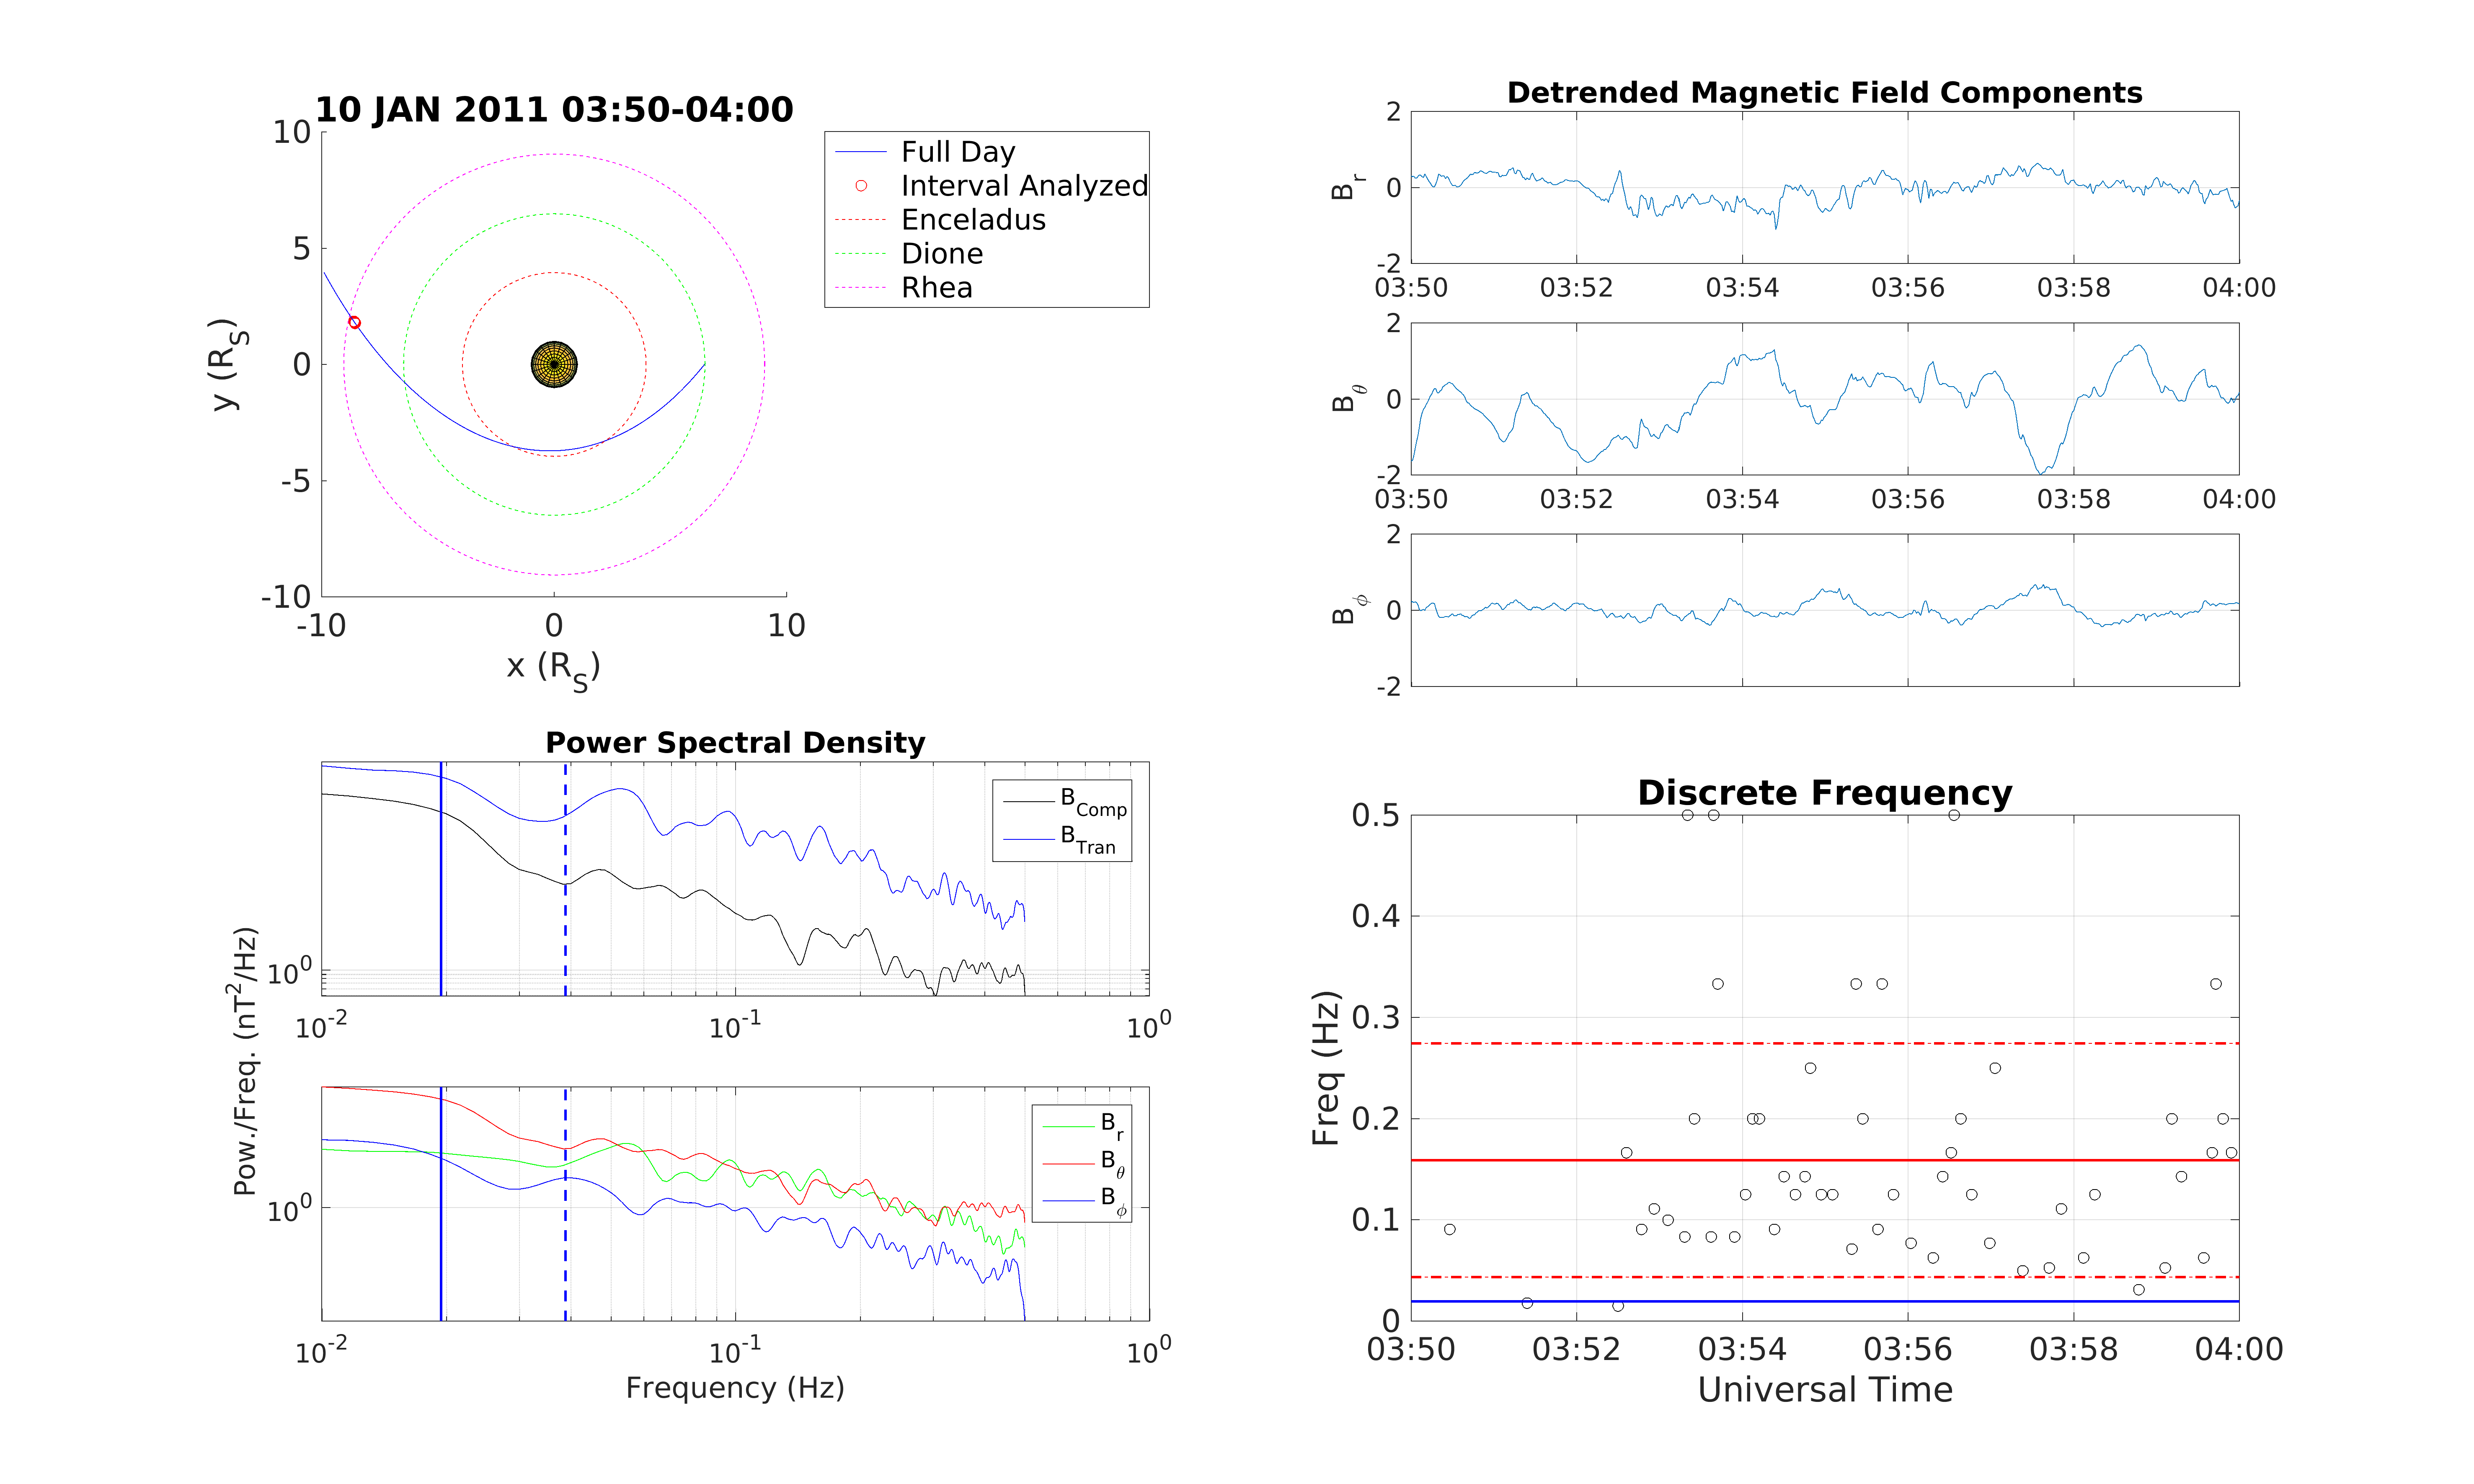 10 JAN 2011 03:50-04:00
10
5
0
-5
-10
-10 0 10
y (R_S)
x (R_S)
Full Day
Interval Analyzed
Enceladus
Dione
Rhea
Detrended Magnetic Field Components
2
0
-2
B_r
03:50 03:52 03:54 03:56 03:58 04:00
2
0
-2
B_θ
03:50 03:52 03:54 03:56 03:58 04:00
2
0
-2
B_ϕ
Power Spectral Density
B_Comp
B_Tran
10^0
10^-2 10^-1 10^0
Pow./Freq. (nT^2/Hz)
B_r
B_θ
B_ϕ
10^0
10^-2 10^-1 10^0
Frequency (Hz)
Discrete Frequency
0.5
0.4
0.3
0.2
0.1
0
Freq (Hz)
03:50 03:52 03:54 03:56 03:58 04:00
Universal Time